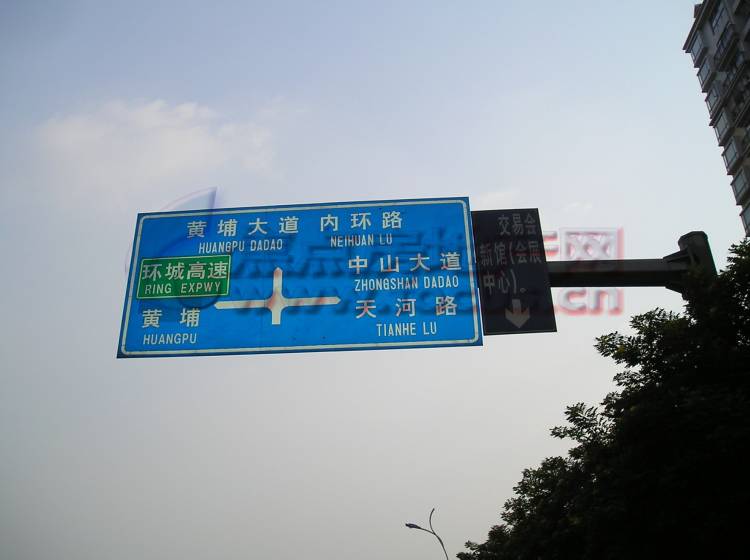 黄埔大道 内环路
HUANGPU DADAO NEIHUAN LU
环城高速
RING EXPWY
中山大道
ZHONGSHAN DADAO
黄埔
HUANGPU
天河路
TIANHE LU
交易会
新馆(会展
中心)。